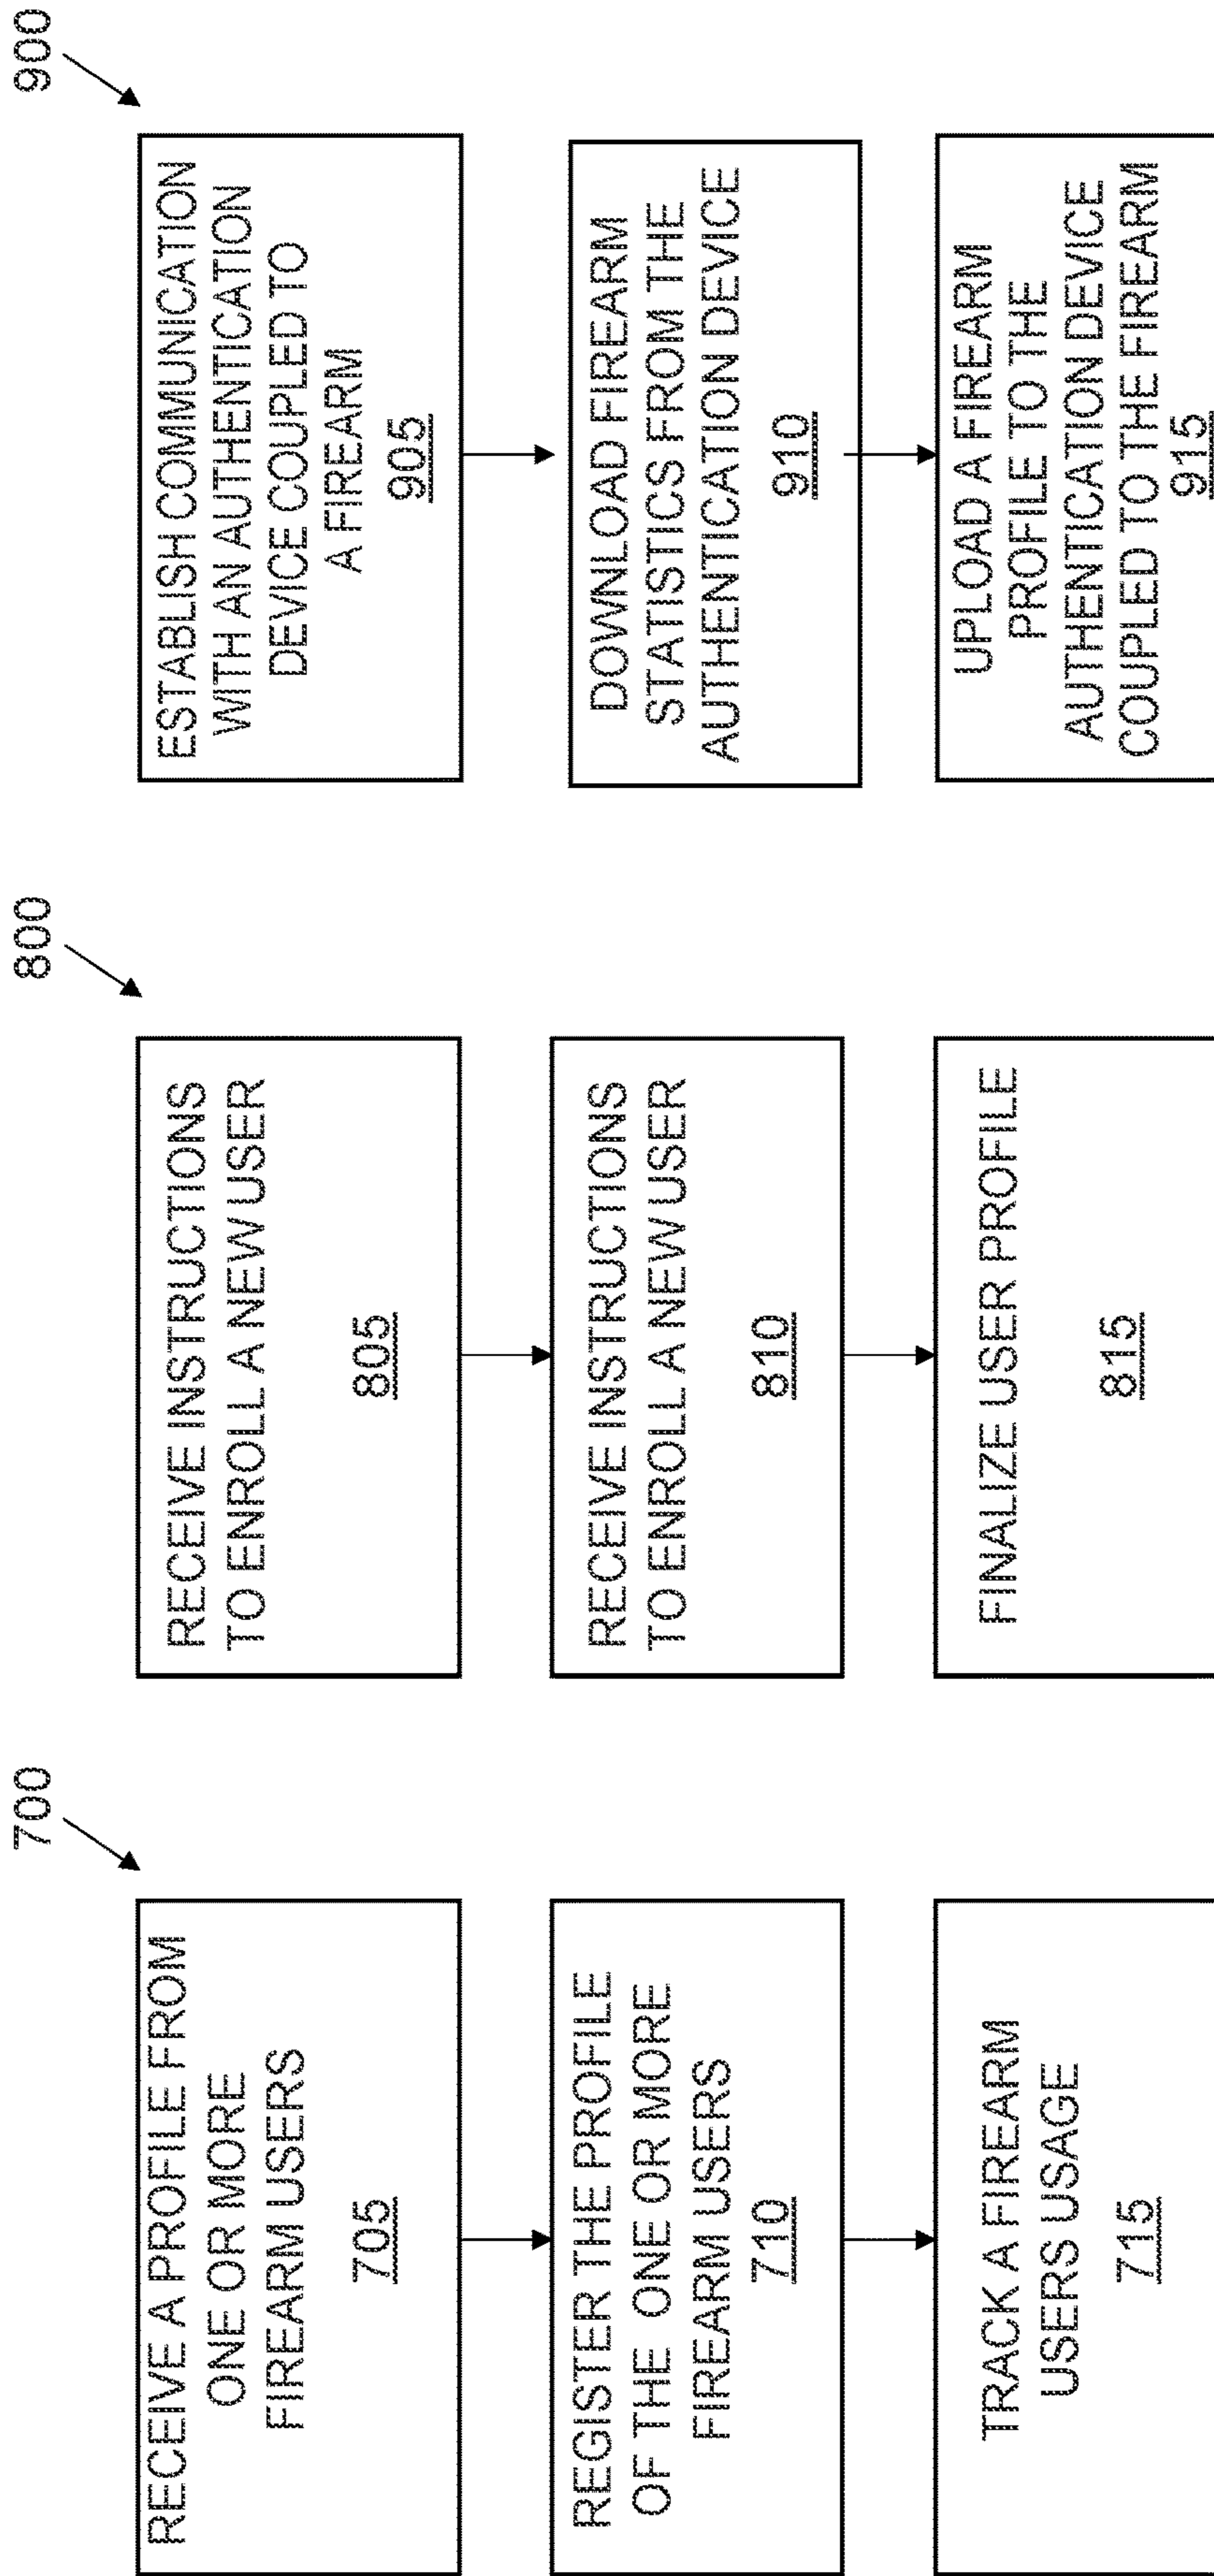 700
RECEIVE A PROFILE FROM
ONE OR MORE
FIREARM USERS
705
REGISTER THE PROFILE
OF THE ONE OR MORE
FIREARM USERS
710
TRACK A FIREARM
USERS USAGE
715
800
RECEIVE INSTRUCTIONS
TO ENROLL A NEW USER
805
RECEIVE INSTRUCTIONS
TO ENROLL A NEW USER
810
FINALIZE USER PROFILE
815
900
ESTABLISH COMMUNICATION
WITH AN AUTHENTICATION
DEVICE COUPLED TO
A FIREARM
905
DOWNLOAD FIREARM
STATISTICS FROM THE
AUTHENTICATION DEVICE
910
UPLOAD A FIREARM
PROFILE TO THE
AUTHENTICATION DEVICE
COUPLED TO THE FIREARM
915